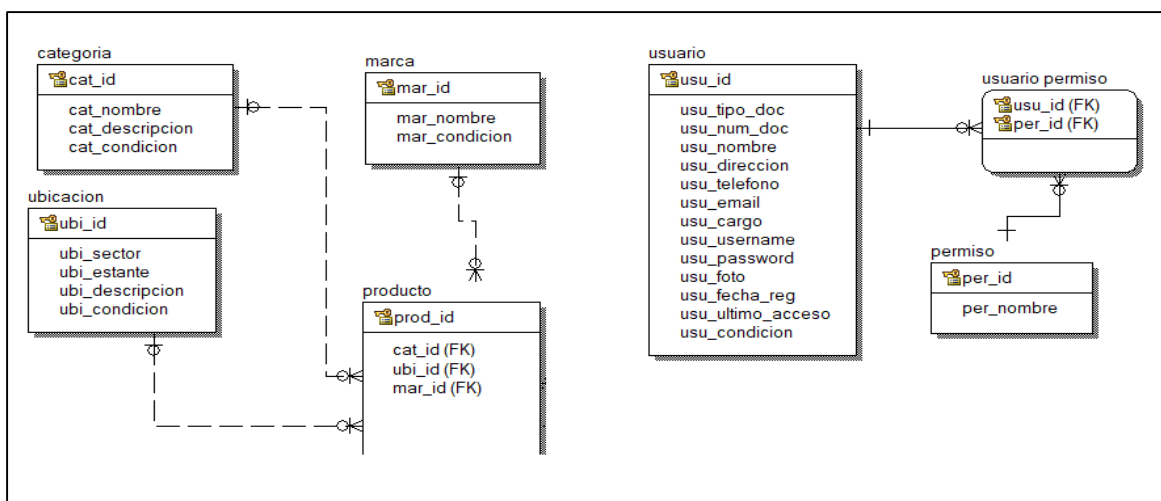 categoria
cat_id
cat_nombre
cat_descripcion
cat_condicion
ubicacion
ubi_id
ubi_sector
ubi_estante
ubi_descripcion
ubi_condicion
marca
mar_id
mar_nombre
mar_condicion
producto
prod_id
cat_id (FK)
ubi_id (FK)
mar_id (FK)
usuario
usu_id
usu_tipo_doc
usu_num_doc
usu_nombre
usu_direccion
usu_telefono
usu_email
usu_cargo
usu_username
usu_password
usu_foto
usu_fecha_reg
usu_ultimo_acceso
usu_condicion
usuario permiso
usu_id (FK)
per_id (FK)
permiso
per_id
per_nombre